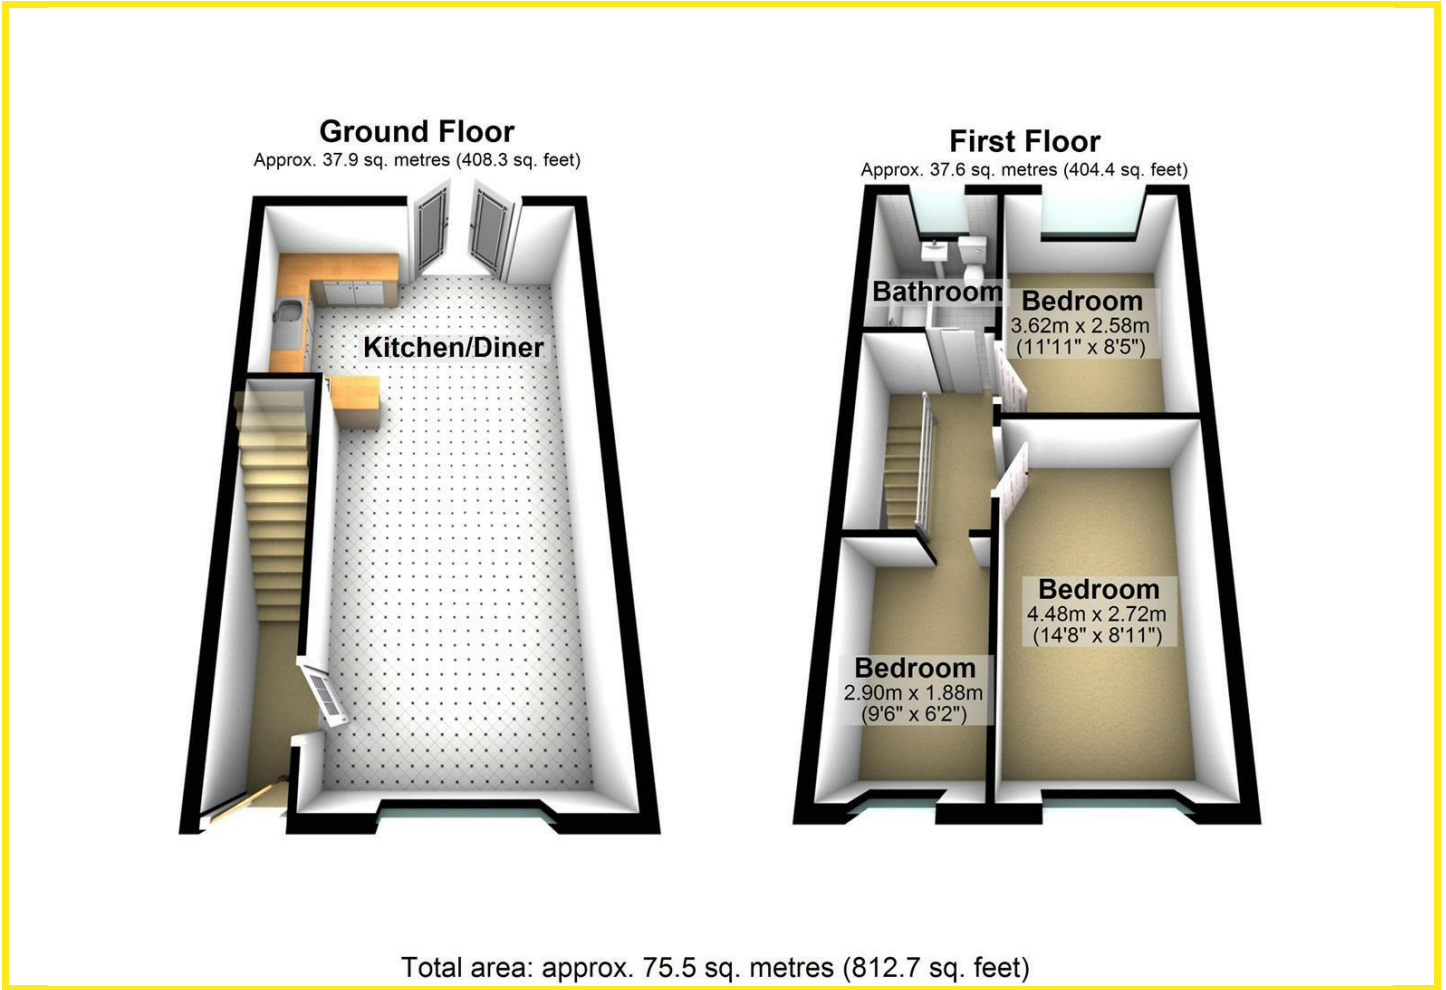 Ground Floor
Approx. 37.9 sq. metres (408.3 sq. feet)
Kitchen/Diner
First Floor
Approx. 37.6 sq. metres (404.4 sq. feet)
Bathroom
Bedroom
3.62m x 2.58m
(11'11" x 8'5")
Bedroom
4.48m x 2.72m
(14'8" x 8'11")
Bedroom
2.90m x 1.88m
(9'6" x 6'2")
Total area: approx. 75.5 sq. metres (812.7 sq. feet)